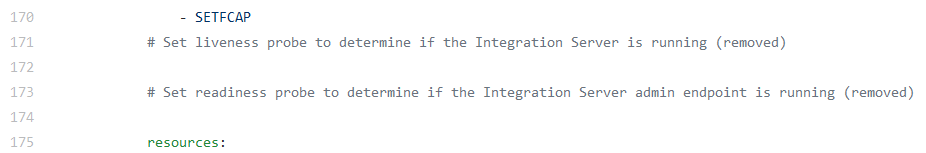 170 - SETFCAP
171 # Set liveness probe to determine if the Integration Server is running (removed)
172
173 # Set readiness probe to determine if the Integration Server admin endpoint is running (removed)
174
175 resources: